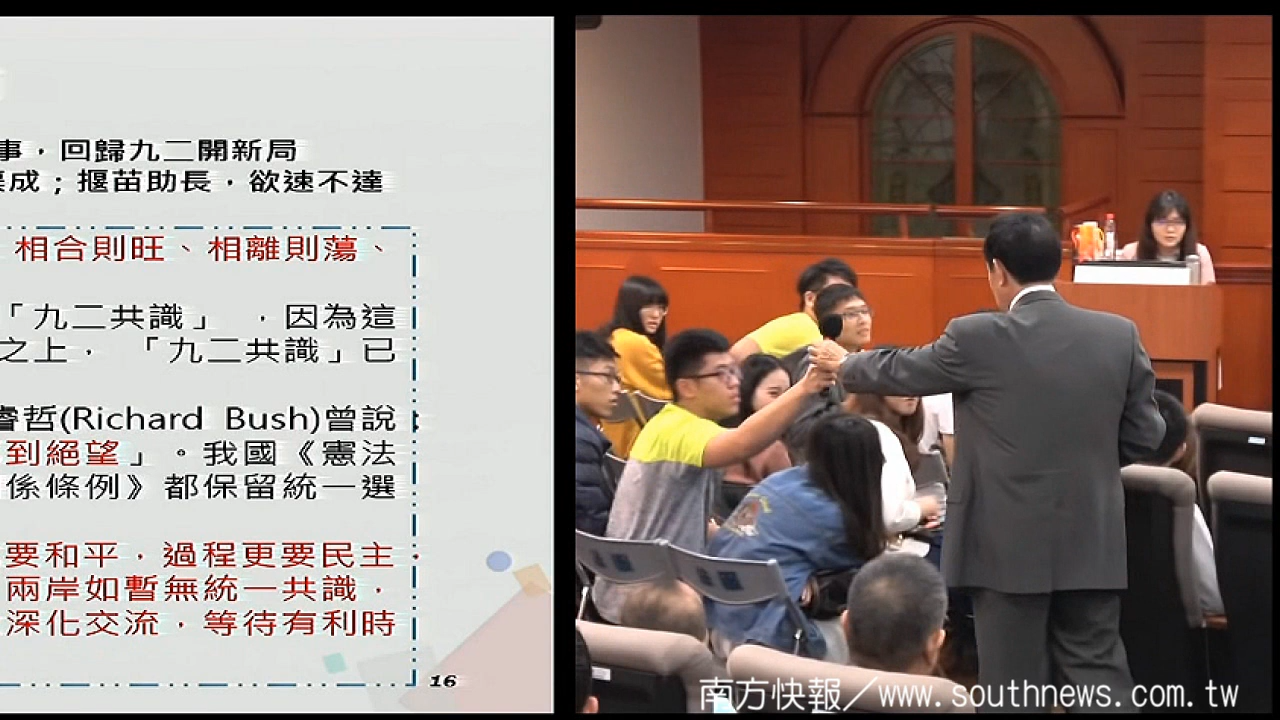 事，回歸九二開新局
成；揠苗助長，欲速不達
相合則旺、相離則蕩、
「九二共識」，因為這
之上，「九二共識」已
睿哲(Richard Bush)曾說：
到絕望」。我國《憲法
係條例》都保留統一選
要和平，過程更要民主，
兩岸如暫無統一共識，
深化交流，等待有利時
16
南方快報／www.southnews.com.tw